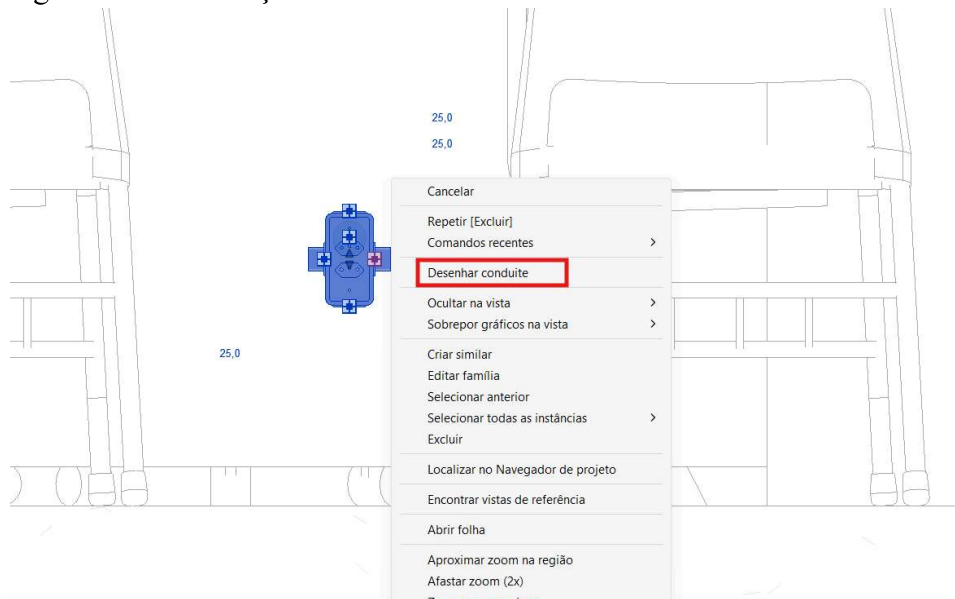 25,0
25,0
Cancelar
Repetir [Excluir]
Comandos recentes
Desenhar conduite
Ocultar na vista
Sobrepor gráficos na vista
25,0
Criar similar
Editar família
Selecionar anterior
Selecionar todas as instâncias
Excluir
Localizar no Navegador de projeto
Encontrar vistas de referência
Abrir folha
Aproximar zoom na região
Afastar zoom (2x)